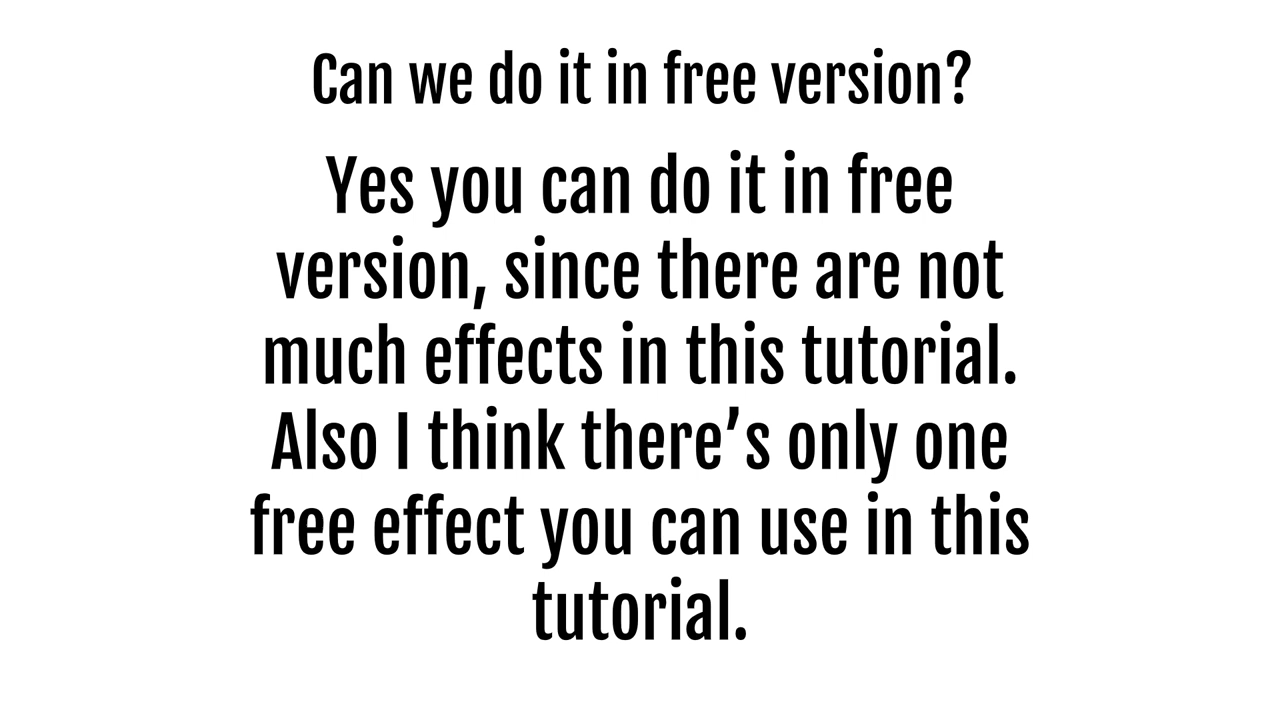 Can we do it in free version?
Yes you can do it in free
version, since there are not
much effects in this tutorial.
Also I think there’s only one
free effect you can use in this
tutorial.